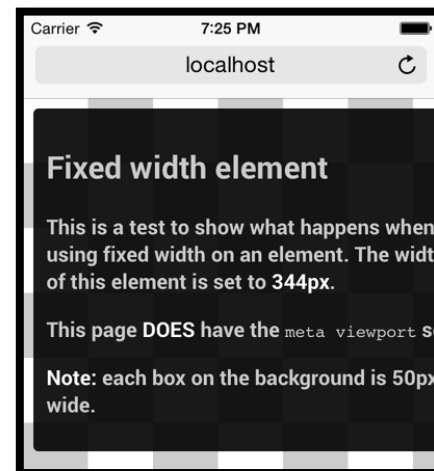 Carrier 7:25 PM
localhost
Fixed width element
This is a test to show what happens when
using fixed width on an element. The widt
of this element is set to 344px.
This page DOES have the meta viewport s
Note: each box on the background is 50px
wide.